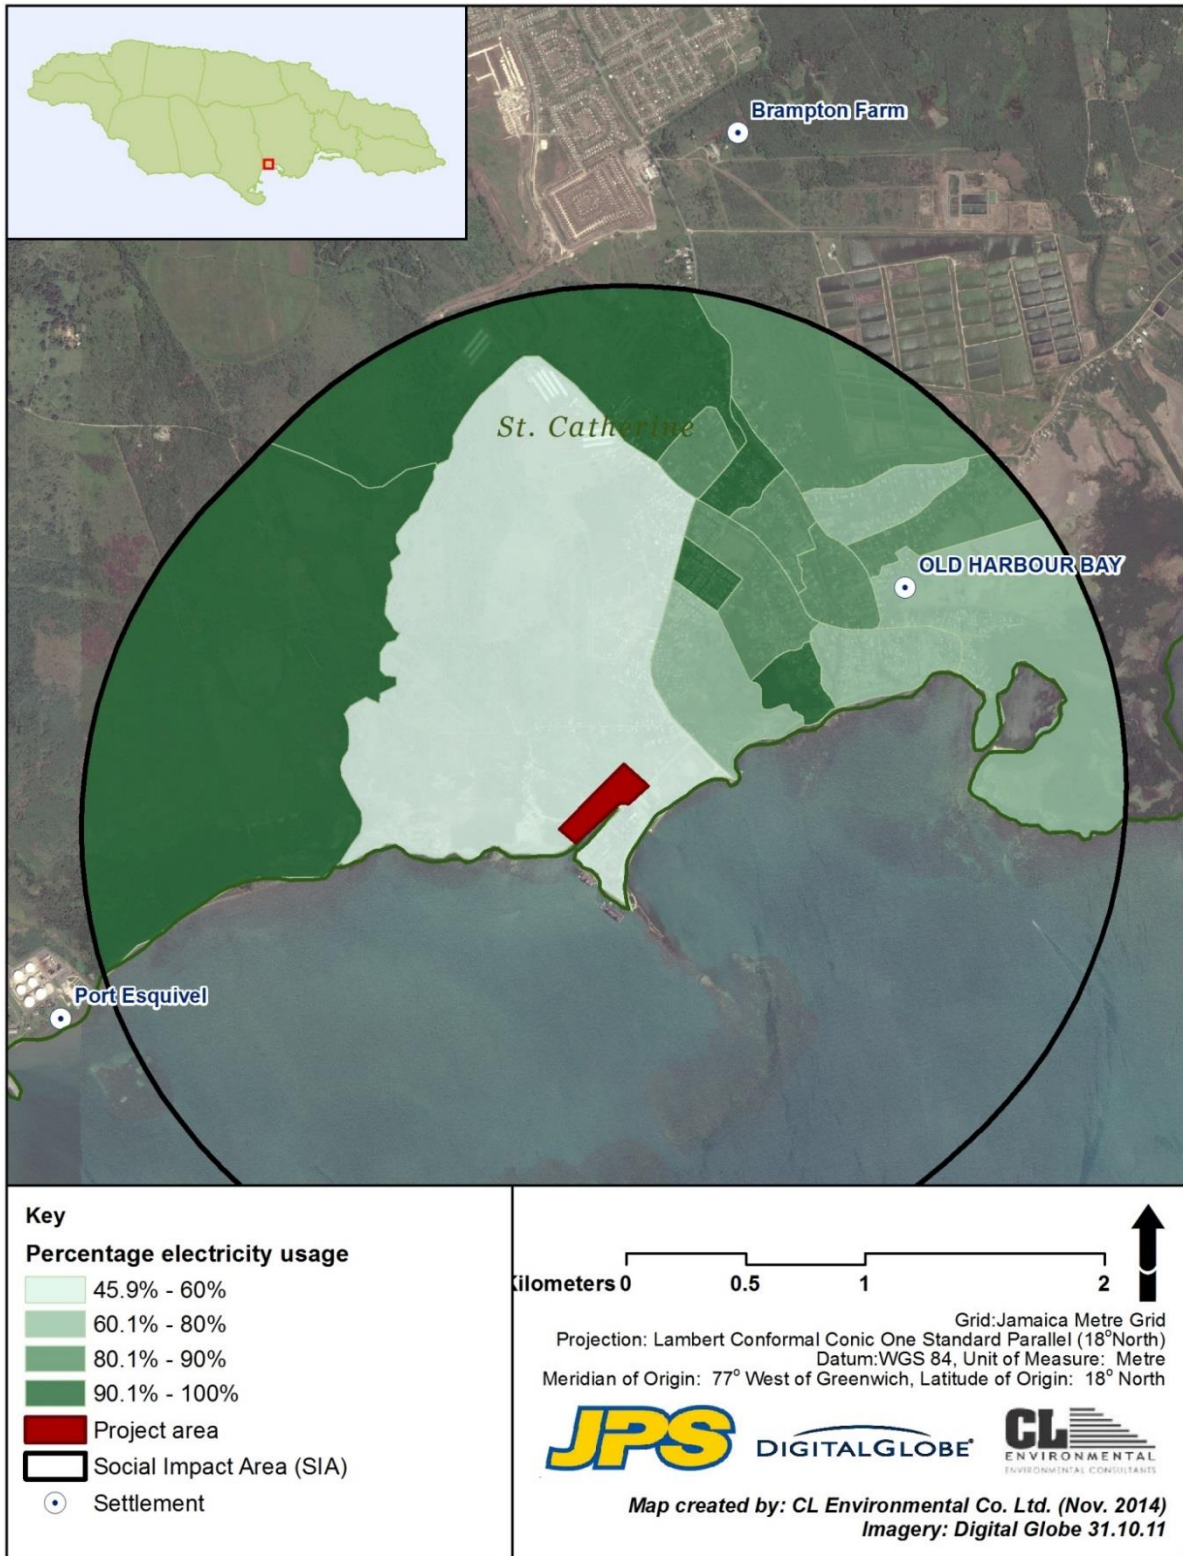 Brampton Farm
St. Catherine
OLD HARBOUR BAY
Port Esquivel
Key
Percentage electricity usage
45.9% - 60%
60.1% - 80%
80.1% - 90%
90.1% - 100%
Project area
Social Impact Area (SIA)
Settlement
Kilometers 0 0.5 1 2
Grid:Jamaica Metre Grid
Projection: Lambert Conformal Conic One Standard Parallel (18°North)
Datum:WGS 84, Unit of Measure: Metre
Meridian of Origin: 77° West of Greenwich, Latitude of Origin: 18° North
JPS
DIGITALGLOBE
CL
ENVIRONMENTAL
ENVIRONMENTAL CONSULTANTS
Map created by: CL Environmental Co. Ltd. (Nov. 2014)
Imagery: Digital Globe 31.10.11